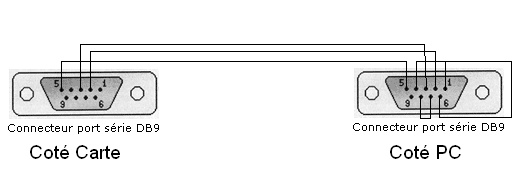 5 1 5 1
9 6 9 6
Connecteur port série DB9 Connecteur port série DB9
Coté Carte Coté PC